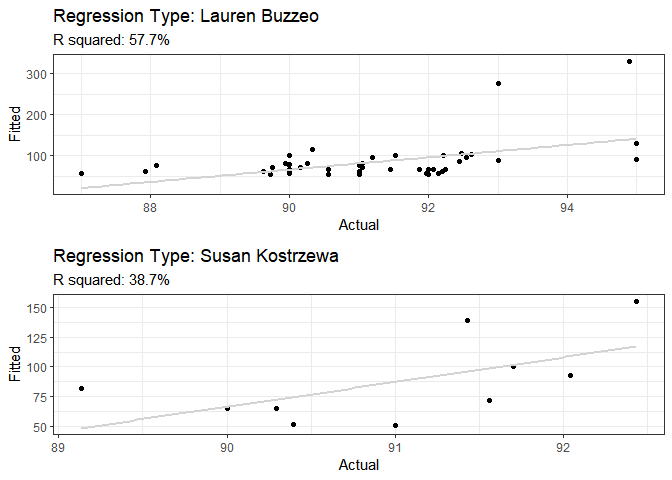 Regression Type: Lauren Buzzeo
R squared: 57.7%
300
200
100
Fitted
88 90 92 94
Actual
Regression Type: Susan Kostrzewa
R squared: 38.7%
150
125
100
75
50
Fitted
89 90 91 92
Actual